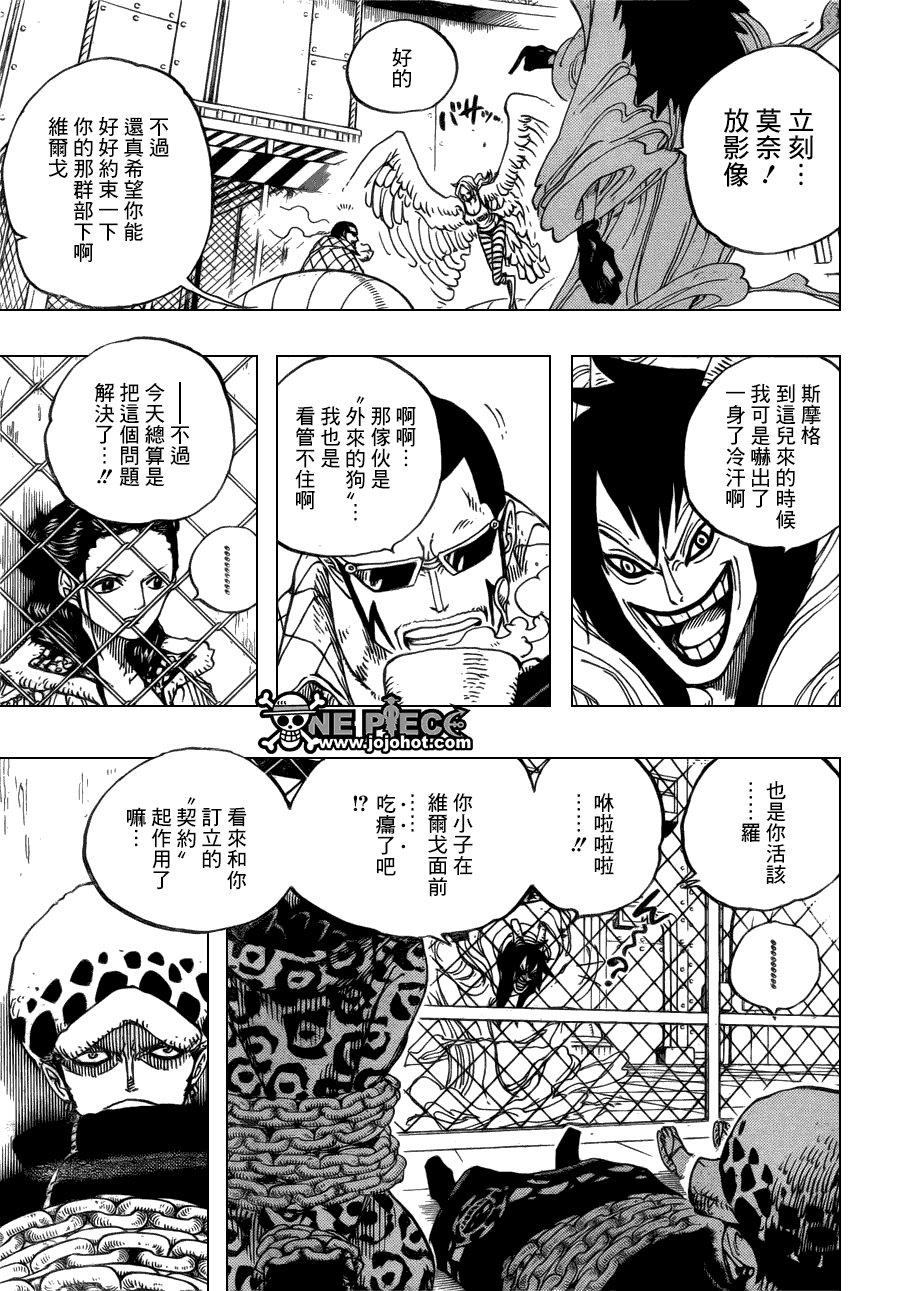 立刻…
莫奈！
放影像
好的
バサッ…
不過
還真希望你能
好好約束一下
你的那群部下啊
維爾戈
斯摩格
到這兒來的時候
我可是嚇出了
一身了冷汗啊
啊啊…
那傢伙是
〝外來的狗〞…
我也是
看管不住啊
——不過
今天總算是
把這個問題
解決了…!!
………
ONE PIECE
www.jojohot.com
也是你活該
……羅
………
咻啦啦啦
……!!
你小子在
維爾戈面前
……
吃癟了吧
!?
看來和你
訂立的
〝契約〞
起作用了
嘛…